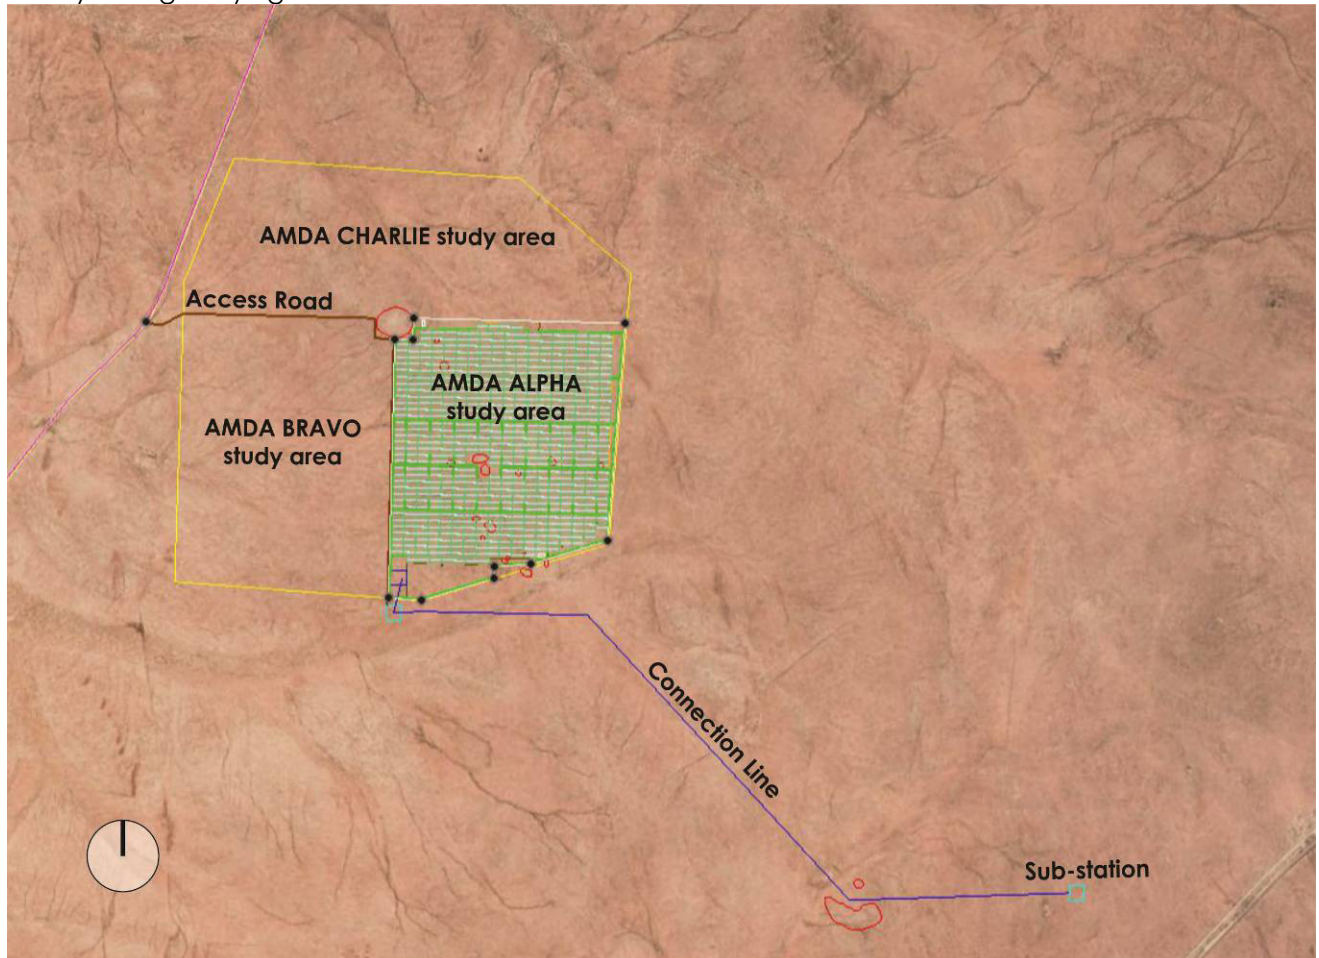 AMDA CHARLIE study area
Access Road
AMDA ALPHA
study area
AMDA BRAVO
study area
Connection Line
Sub-station